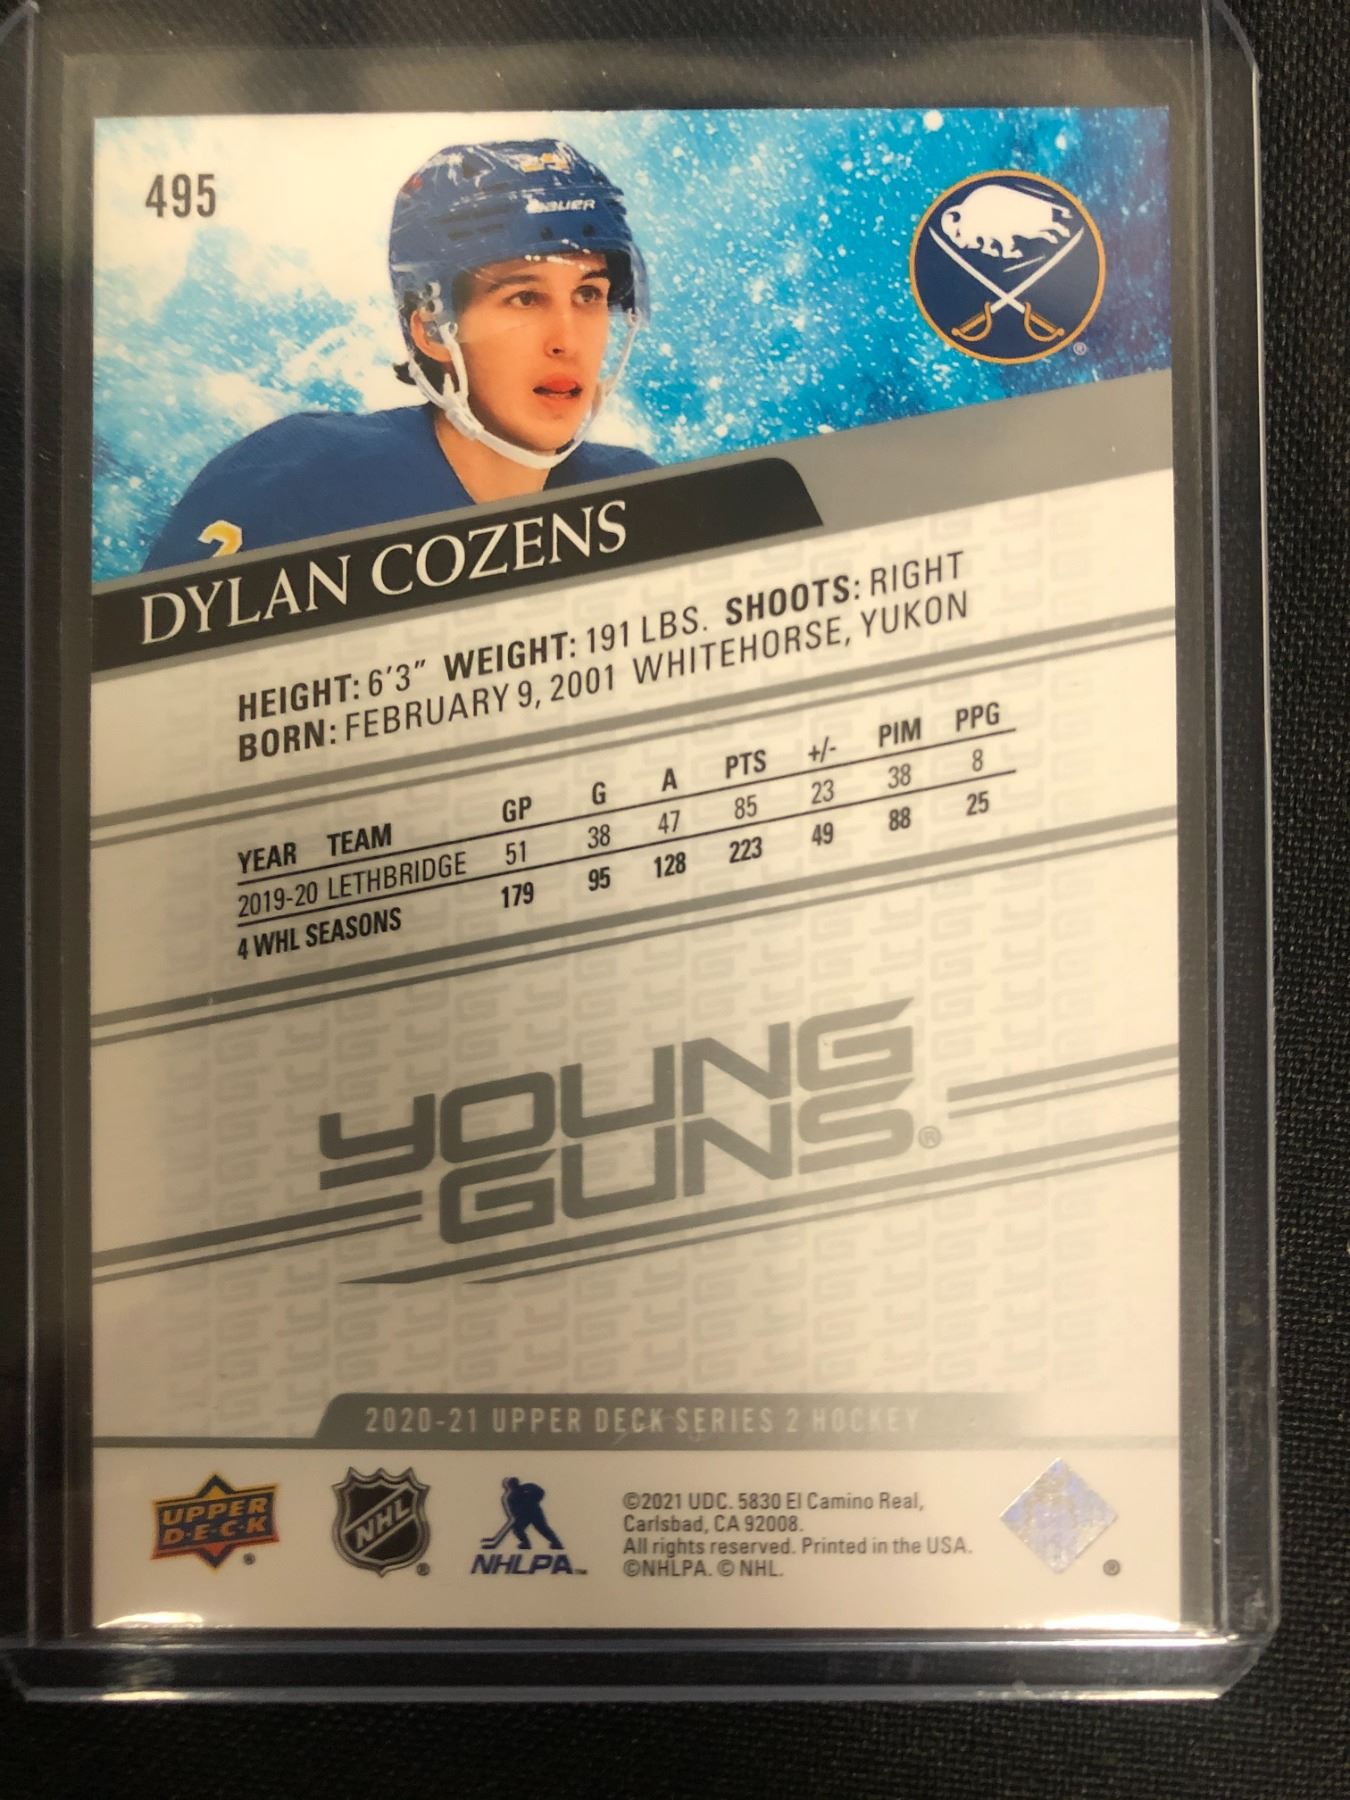 495
BAUER
2
DYLAN COZENS
HEIGHT: 6'3" WEIGHT: 191 LBS. SHOOTS: RIGHT
BORN: FEBRUARY 9, 2001 WHITEHORSE, YUKON
YEAR TEAM GP G A PTS +/- PIM PPG
2019-20 LETHBRIDGE 51 38 47 85 23 38 8
4 WHL SEASONS 179 95 128 223 49 88 25
YOUNG
GUNS®
2020-21 UPPER DECK SERIES 2 HOCKEY
UPPER
D·E·C·K
®
NHL
®
NHLPA™
©2021 UDC. 5830 El Camino Real,
Carlsbad, CA 92008.
All rights reserved. Printed in the USA.
©NHLPA. © NHL.
®